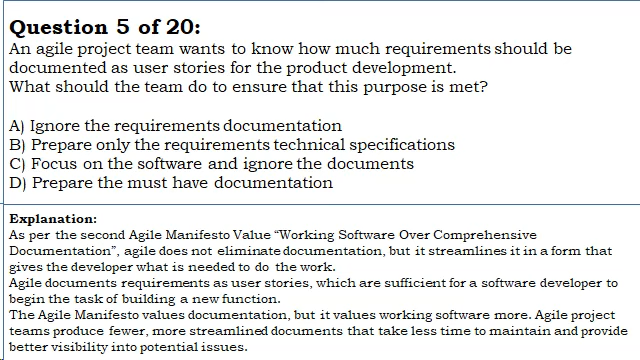 Question 5 of 20:
An agile project team wants to know how much requirements should be
documented as user stories for the product development.
What should the team do to ensure that this purpose is met?
A) Ignore the requirements documentation
B) Prepare only the requirements technical specifications
C) Focus on the software and ignore the documents
D) Prepare the must have documentation
Explanation:
As per the second Agile Manifesto Value “Working Software Over Comprehensive
Documentation”, agile does not eliminate documentation, but it streamlines it in a form that
gives the developer what is needed to do the work.
Agile documents requirements as user stories, which are sufficient for a software developer to
begin the task of building a new function.
The Agile Manifesto values documentation, but it values working software more. Agile project
teams produce fewer, more streamlined documents that take less time to maintain and provide
better visibility into potential issues.